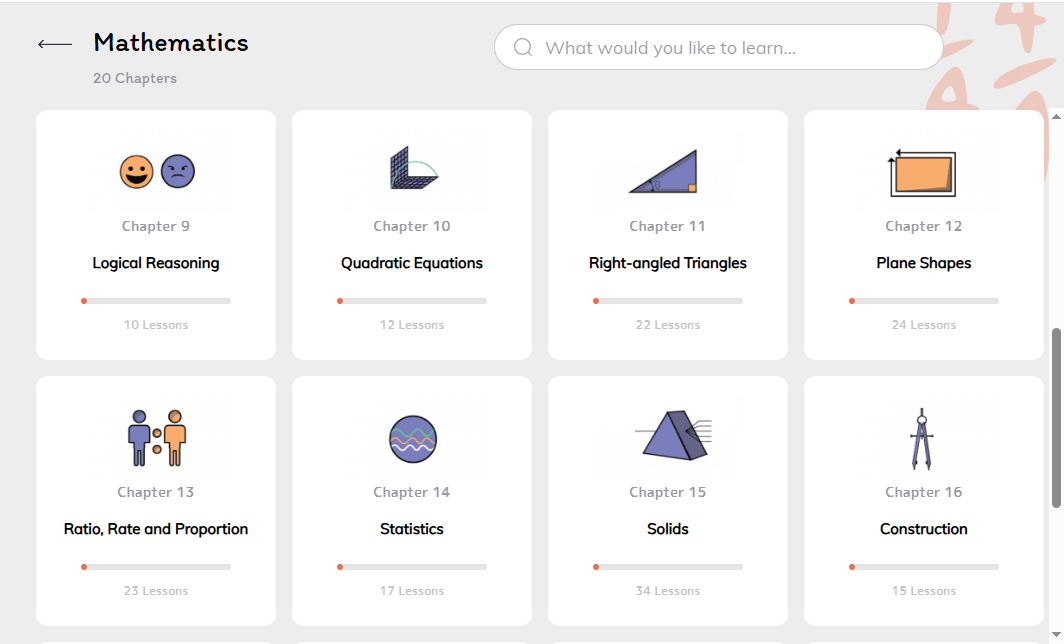 Mathematics
What would you like to learn...
20 Chapters
Chapter 9
Logical Reasoning
10 Lessons
Chapter 10
Quadratic Equations
12 Lessons
Chapter 11
Right-angled Triangles
22 Lessons
Chapter 12
Plane Shapes
24 Lessons
Chapter 13
Ratio, Rate and Proportion
23 Lessons
Chapter 14
Statistics
17 Lessons
Chapter 15
Solids
34 Lessons
Chapter 16
Construction
15 Lessons